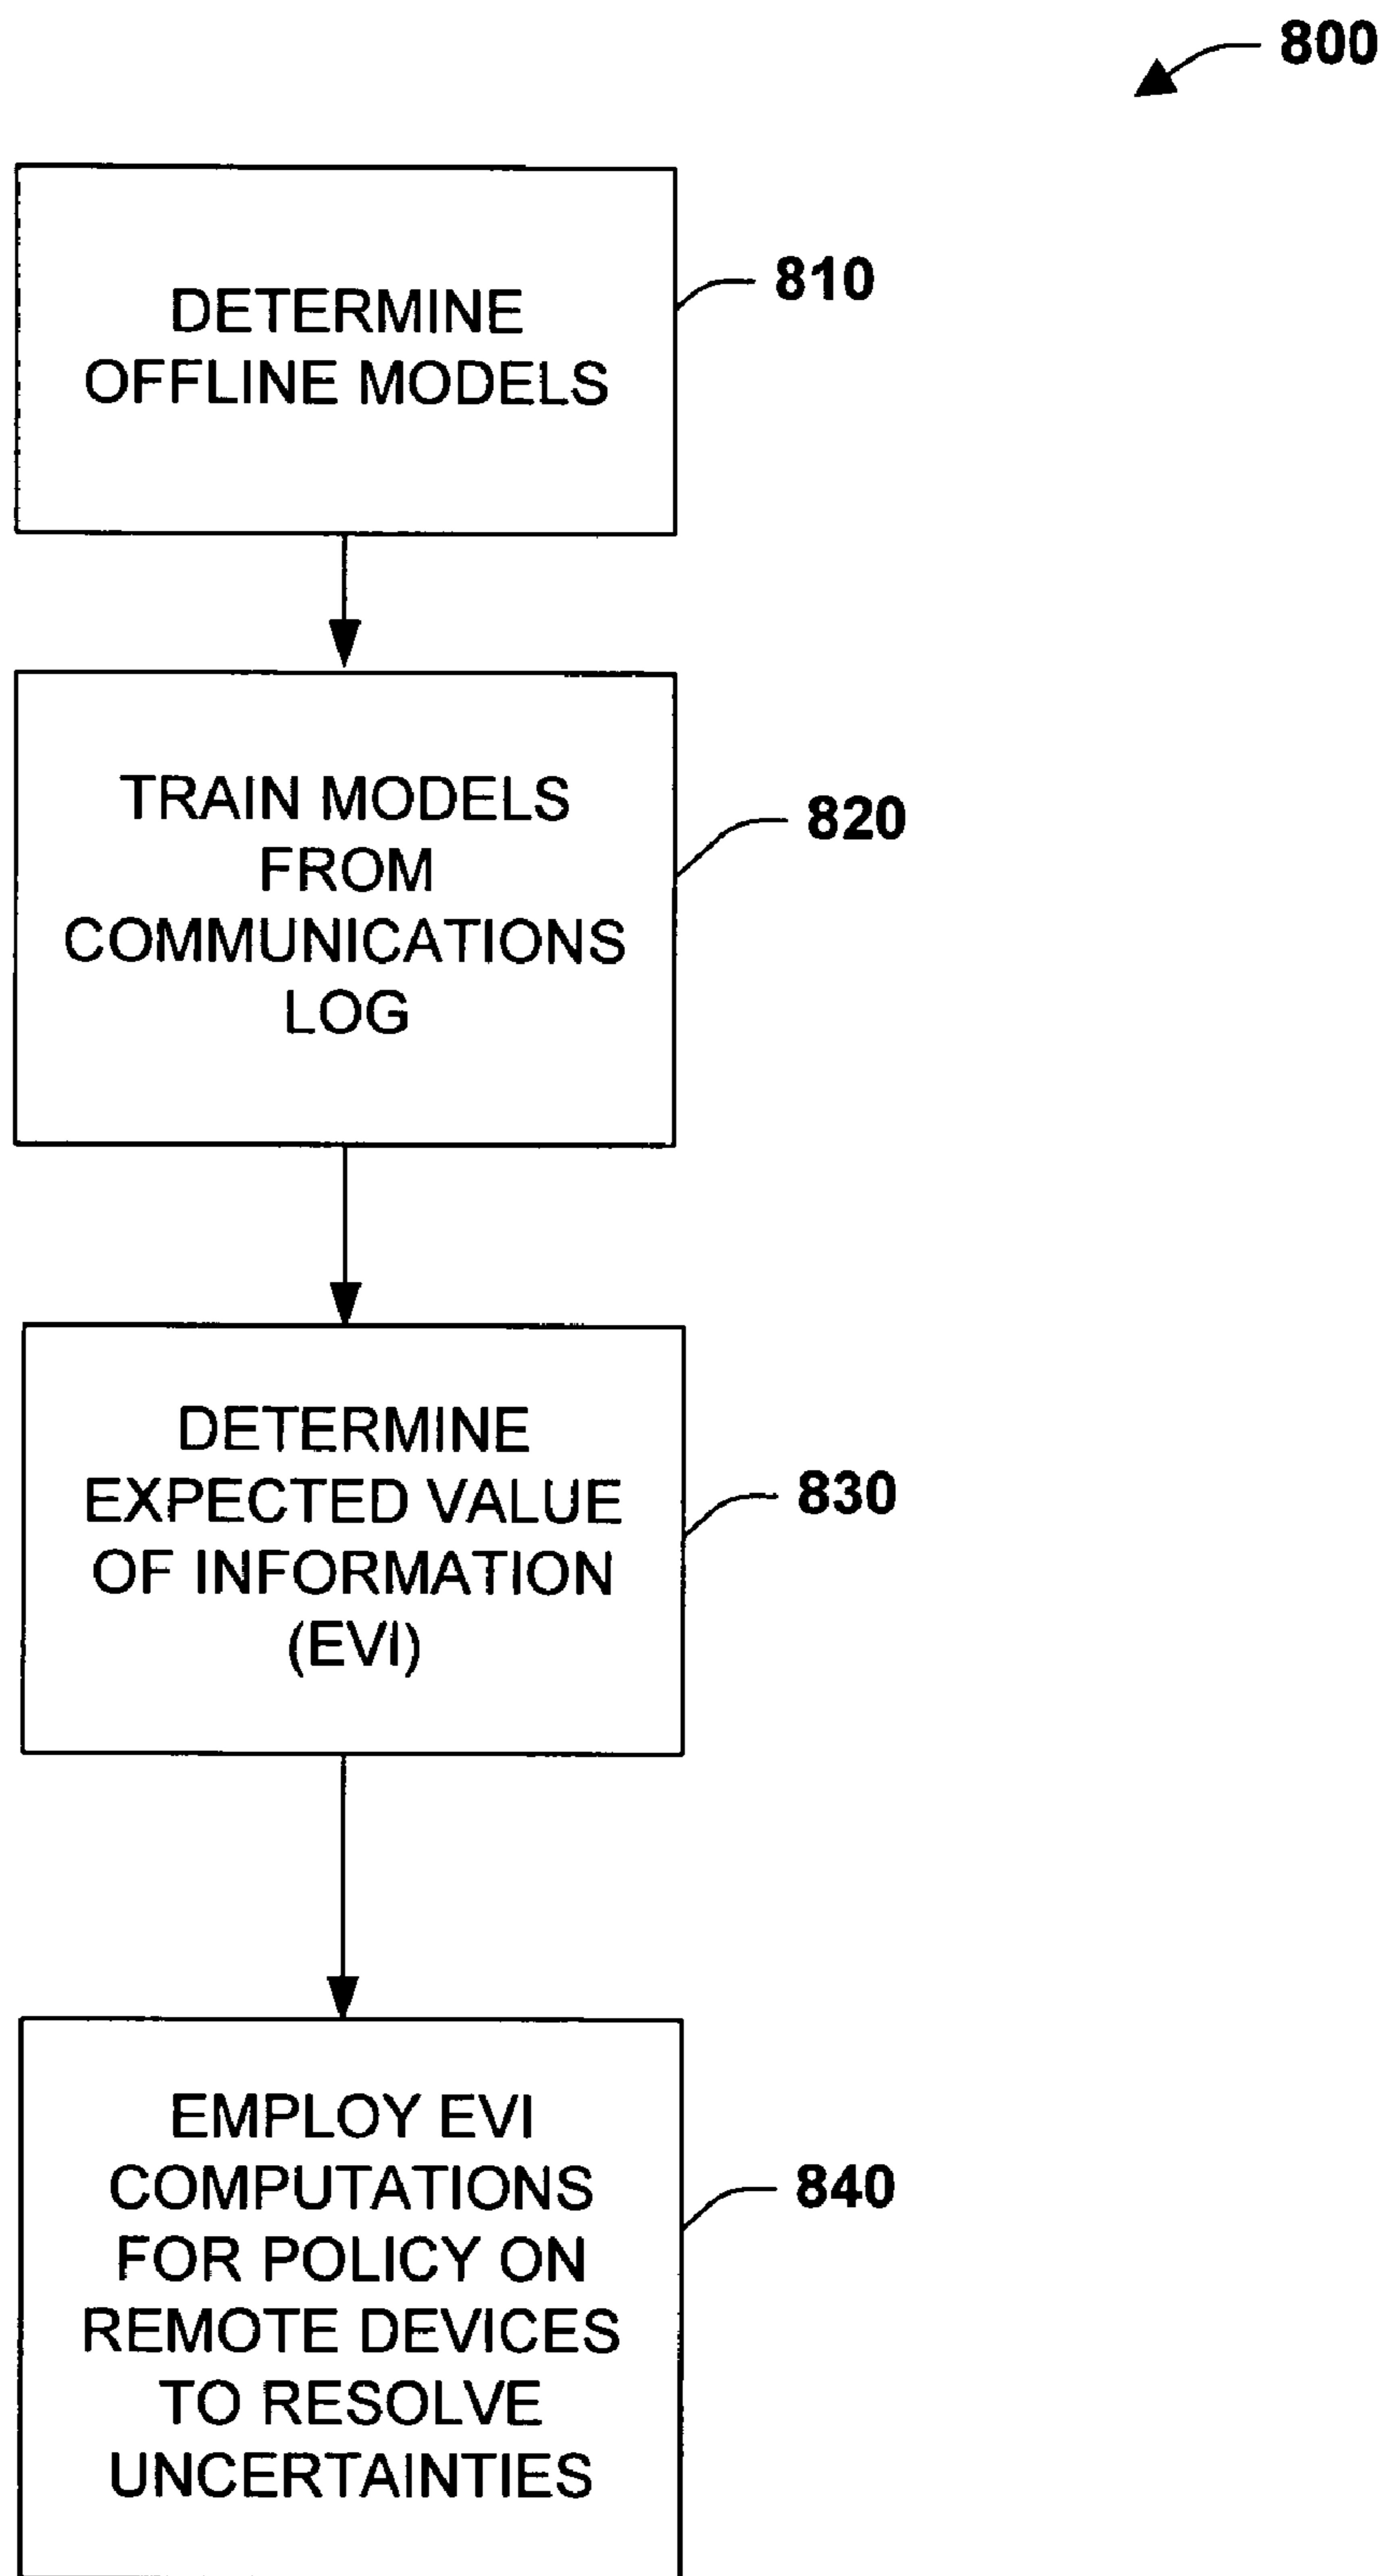 800
DETERMINE
OFFLINE MODELS
810
TRAIN MODELS
FROM
COMMUNICATIONS
LOG
820
DETERMINE
EXPECTED VALUE
OF INFORMATION
(EVI)
830
EMPLOY EVI
COMPUTATIONS
FOR POLICY ON
REMOTE DEVICES
TO RESOLVE
UNCERTAINTIES
840